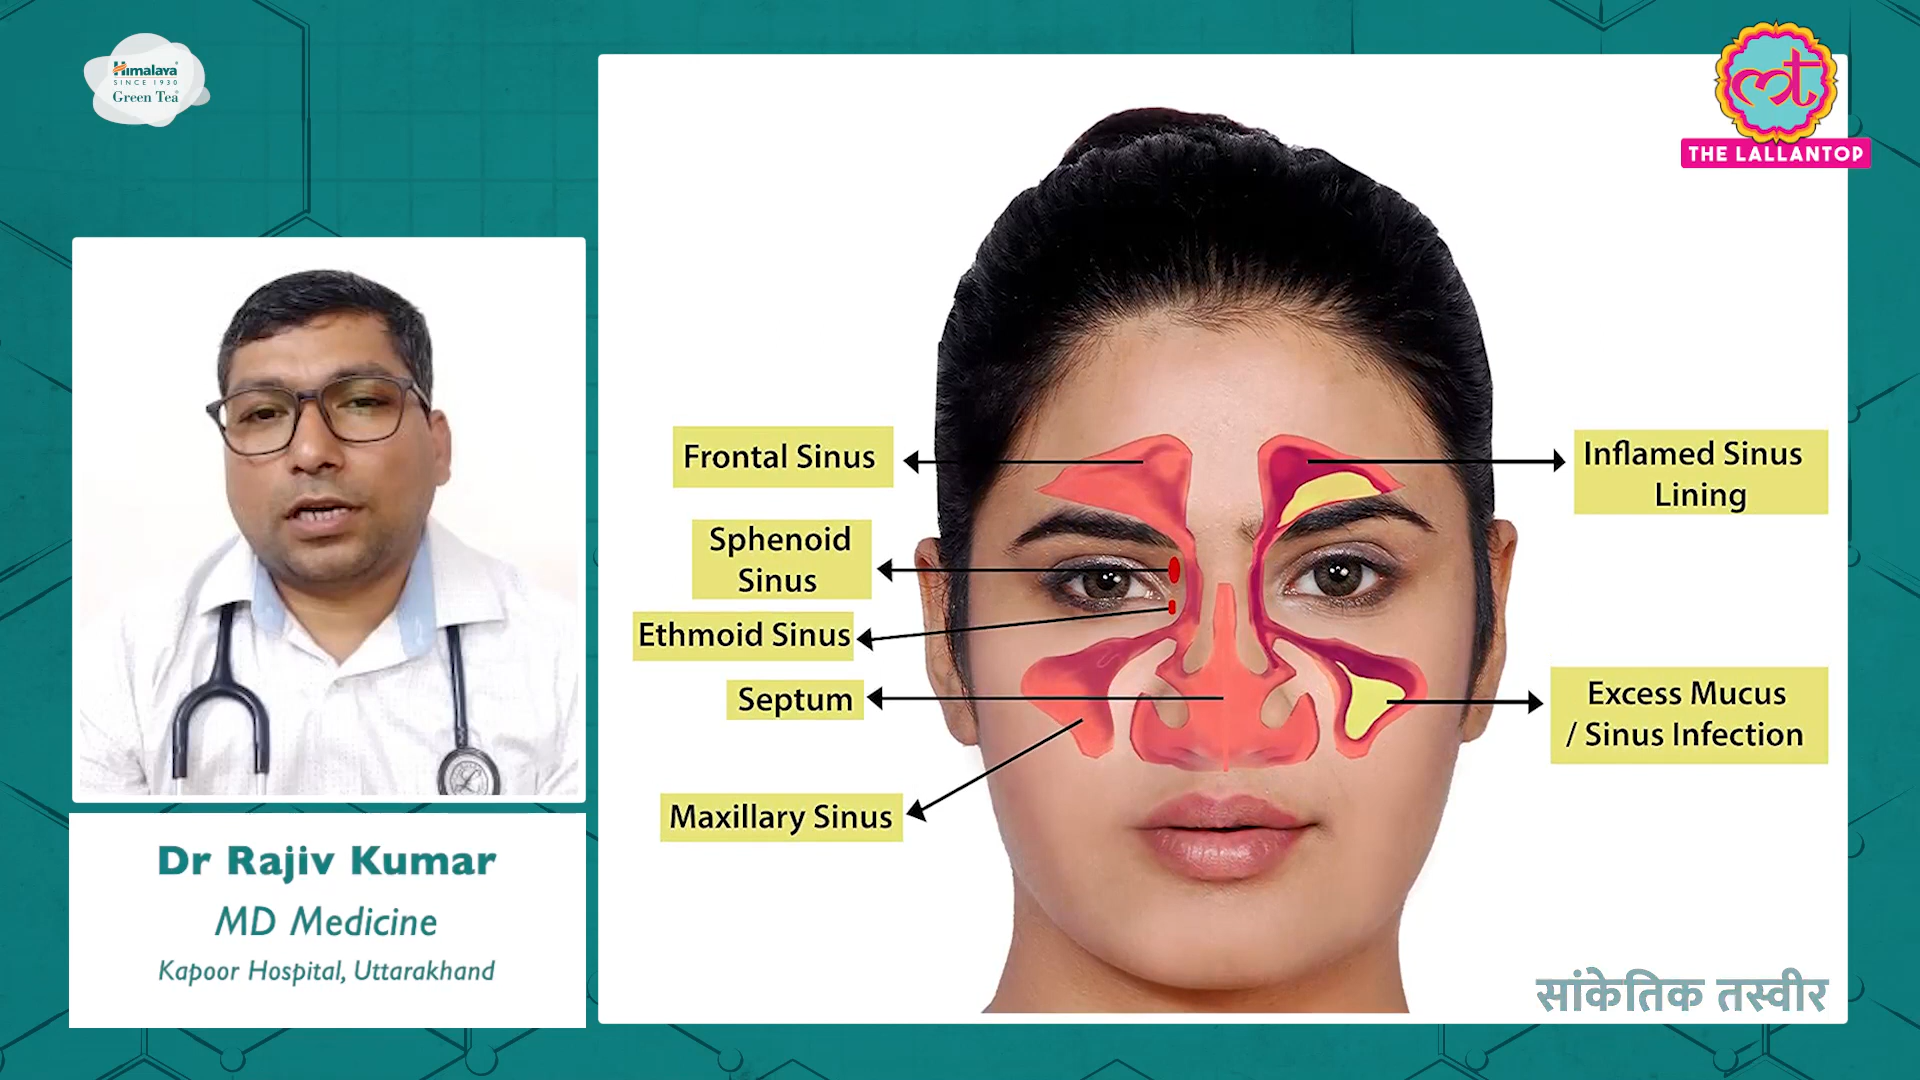 Himalaya
SINCE 1930
Green Tea
THE LALLANTOP
Frontal Sinus
Sphenoid
Sinus
Ethmoid Sinus
Septum
Maxillary Sinus
Inflamed Sinus
Lining
Excess Mucus
/ Sinus Infection
Dr Rajiv Kumar
MD Medicine
Kapoor Hospital, Uttarakhand
सांकेतिक तस्वीर